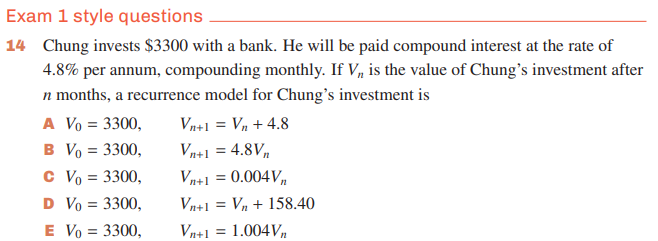 Exam 1 style questions
14 Chung invests $3300 with a bank. He will be paid compound interest at the rate of
4.8% per annum, compounding monthly. If Vₙ is the value of Chung’s investment after
n months, a recurrence model for Chung’s investment is
A V₀ = 3300, Vₙ₊₁ = Vₙ + 4.8
B V₀ = 3300, Vₙ₊₁ = 4.8Vₙ
C V₀ = 3300, Vₙ₊₁ = 0.004Vₙ
D V₀ = 3300, Vₙ₊₁ = Vₙ + 158.40
E V₀ = 3300, Vₙ₊₁ = 1.004Vₙ